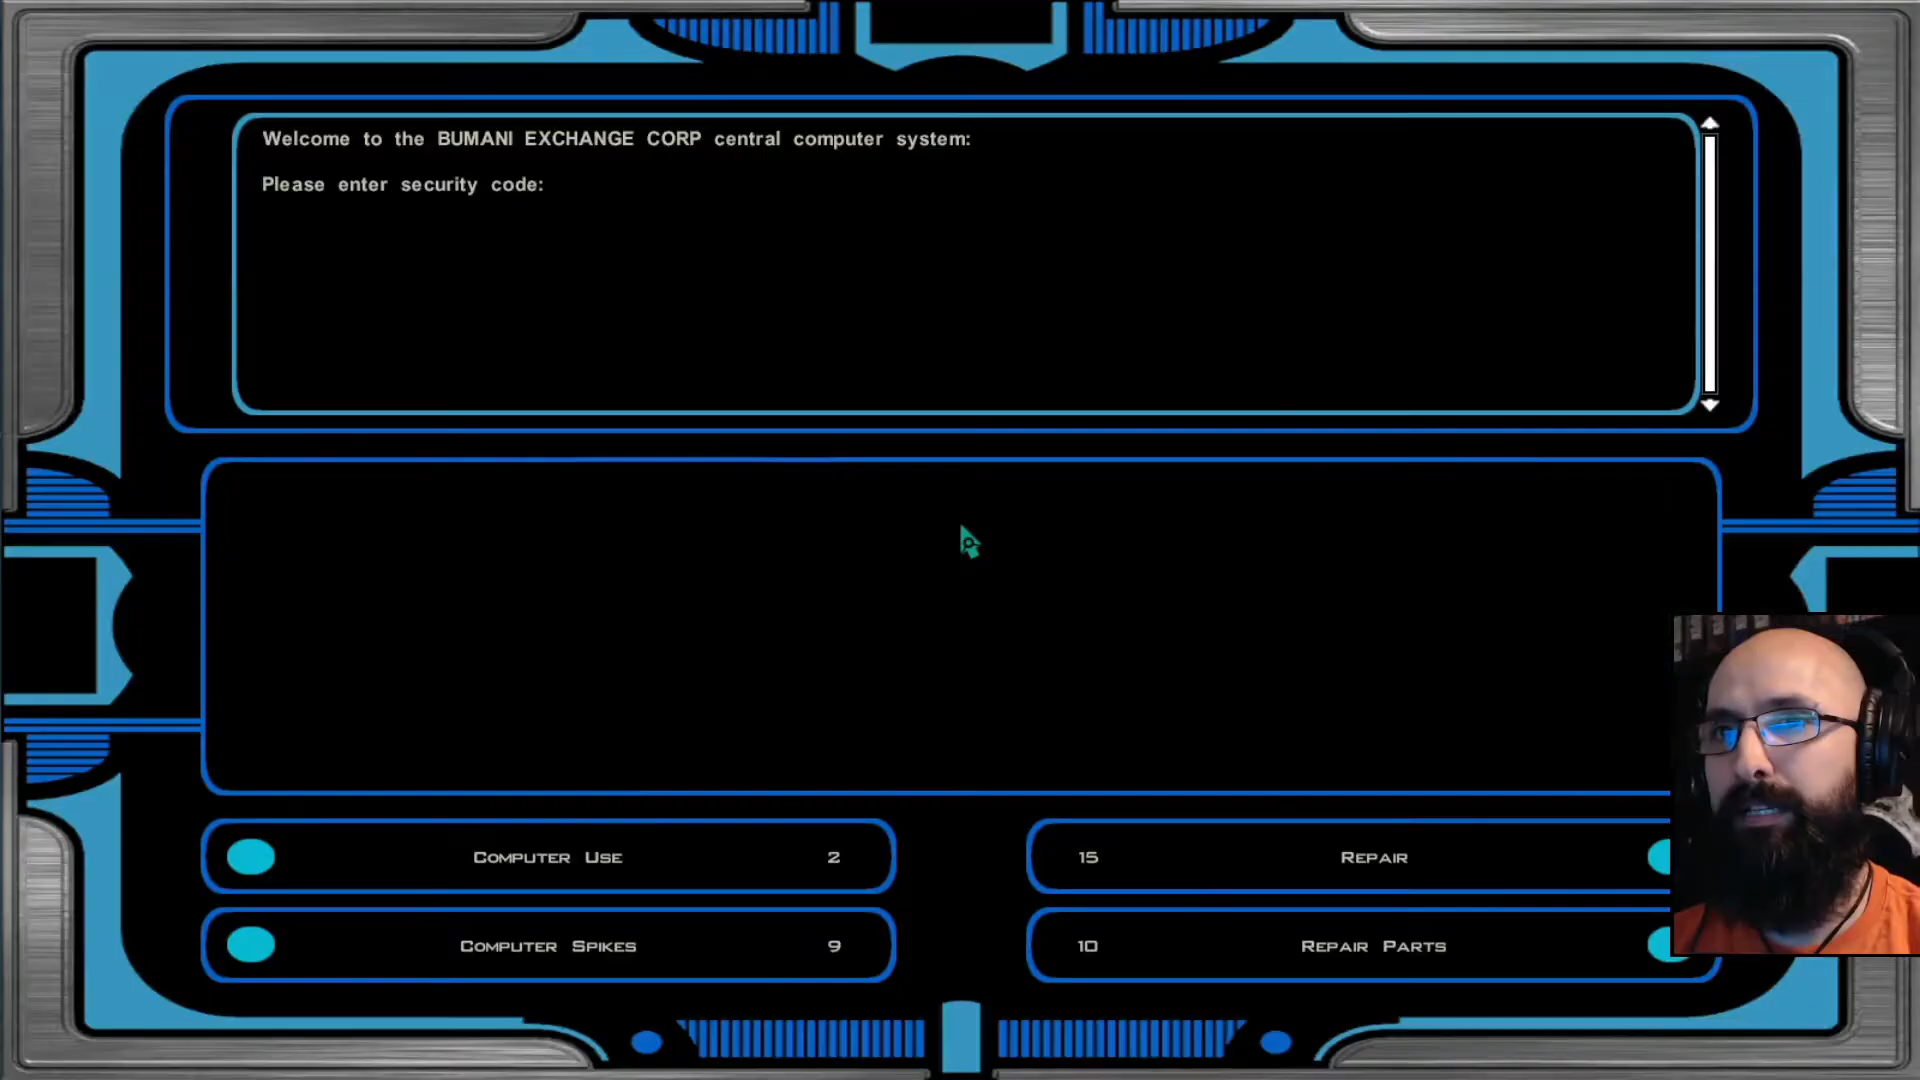 Welcome to the BUMANI EXCHANGE CORP central computer system:
Please enter security code:
COMPUTER USE 2
15 REPAIR
COMPUTER SPIKES 9
10 REPAIR PARTS